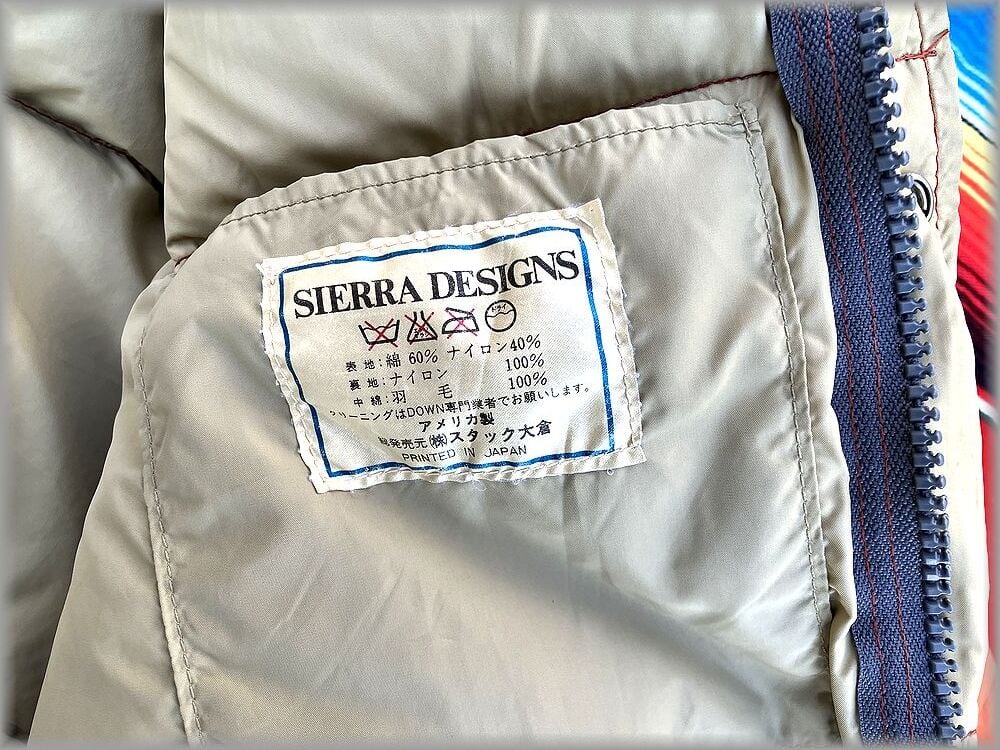 SIERRA DESIGNS
ドライ
表地:綿 60% ナイロン40%
裏地:ナイロン 100%
中綿:羽毛 100%
リーニングはDOWN専門業者でお願いします。
アメリカ製
発売元(株)スタック大倉
PRINTED IN JAPAN